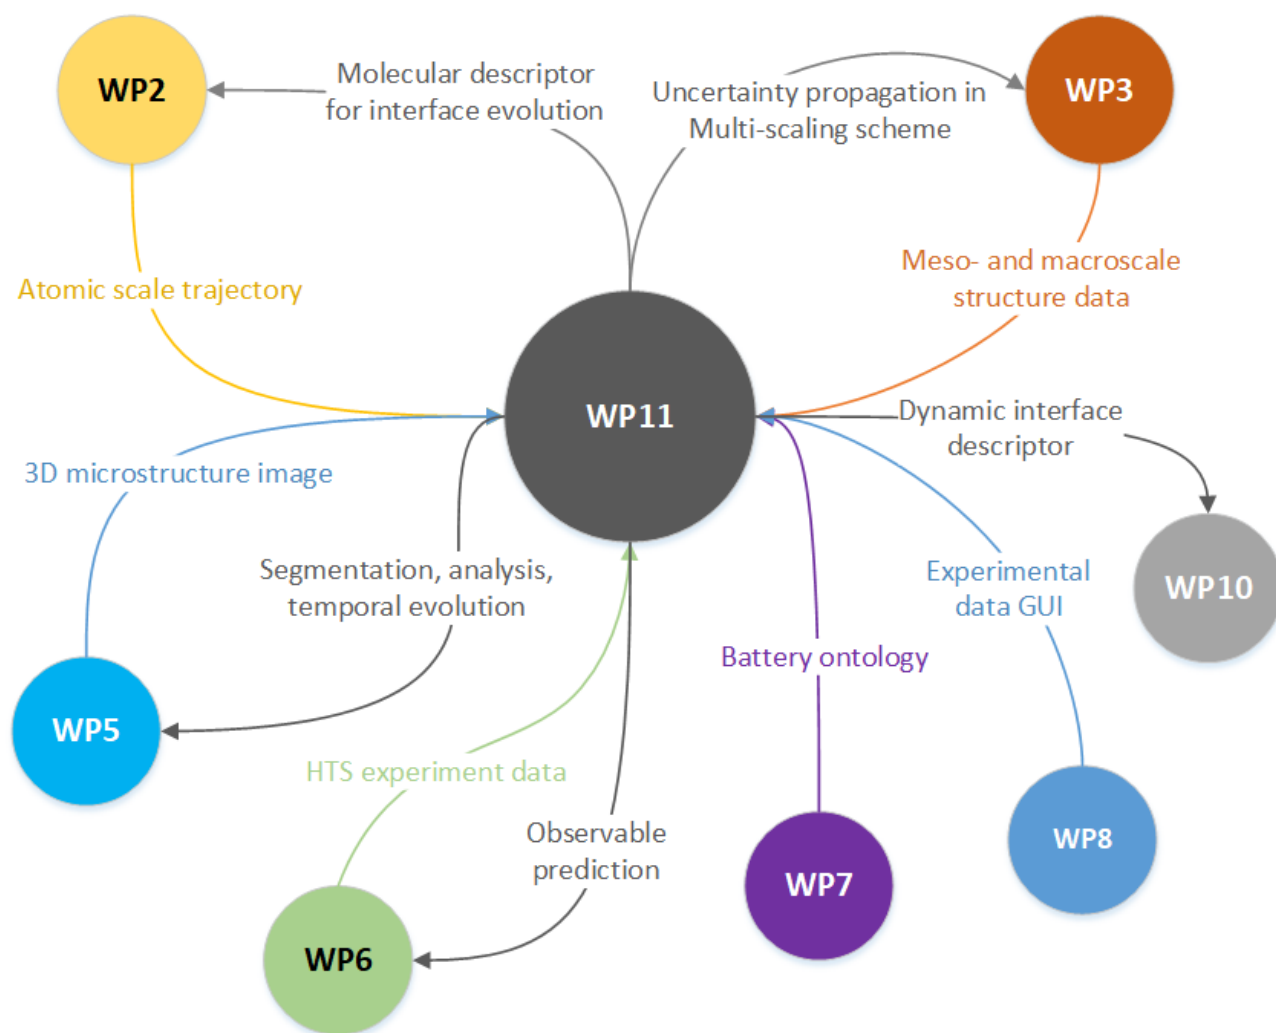 WP2
Molecular descriptor
for interface evolution
Uncertainty propagation in
Multi-scaling scheme
WP3
Atomic scale trajectory
Meso- and macroscale
structure data
WP11
Dynamic interface
descriptor
3D microstructure image
Segmentation, analysis,
temporal evolution
Experimental
data GUI
WP10
Battery ontology
WP5
HTS experiment data
Observable
prediction
WP8
WP7
WP6